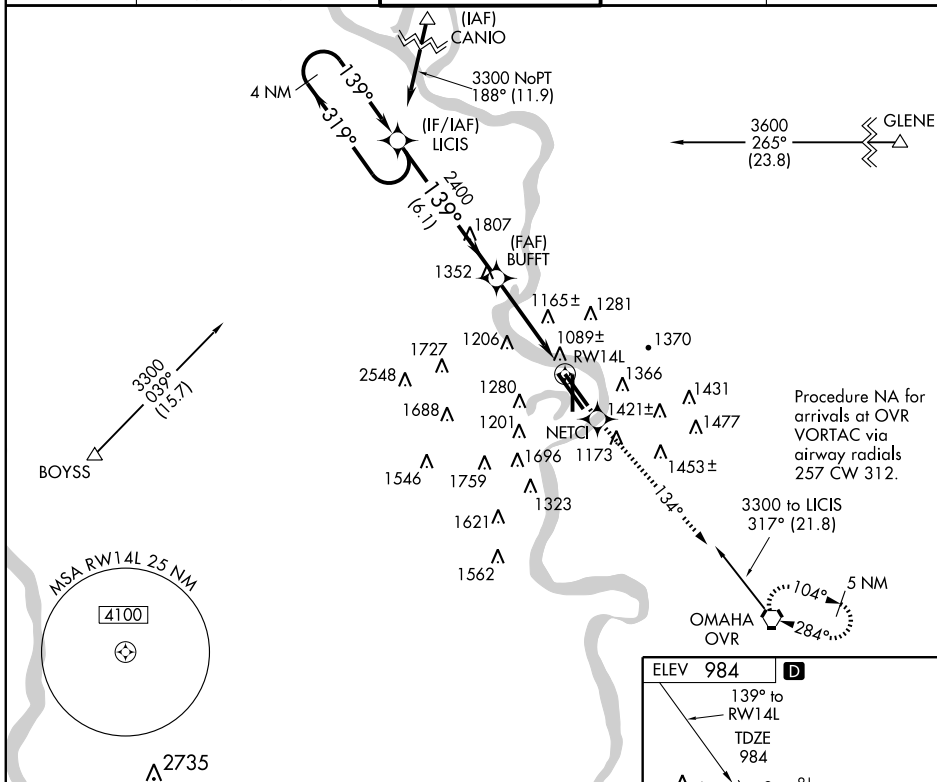 (IAF)
CANIO
3300 NoPT
188° (11.9)
4 NM
139°
319°
(IF/IAF)
LICIS
3600
265°
(23.8)
GLENE
2400
139°
(6.1)
1807
(FAF)
BUFFT
1352
1165±
1281
1206
1089±
RW14L
1370
1727
2548
1366
1280
1431
1688
1421±
1201
1477
NETCI
1173
1696
1453±
1546
1759
1323
1621
1562
3300
039°
(15.7)
BOYSS
Procedure NA for
arrivals at OVR
VORTAC via
airway radials
257 CW 312.
134°
3300 to LICIS
317° (21.8)
5 NM
104°
284°
OMAHA
OVR
MSA RW14L 25 NM
4100
2735
ELEV 984
D
139° to
RW14L
TDZE
984